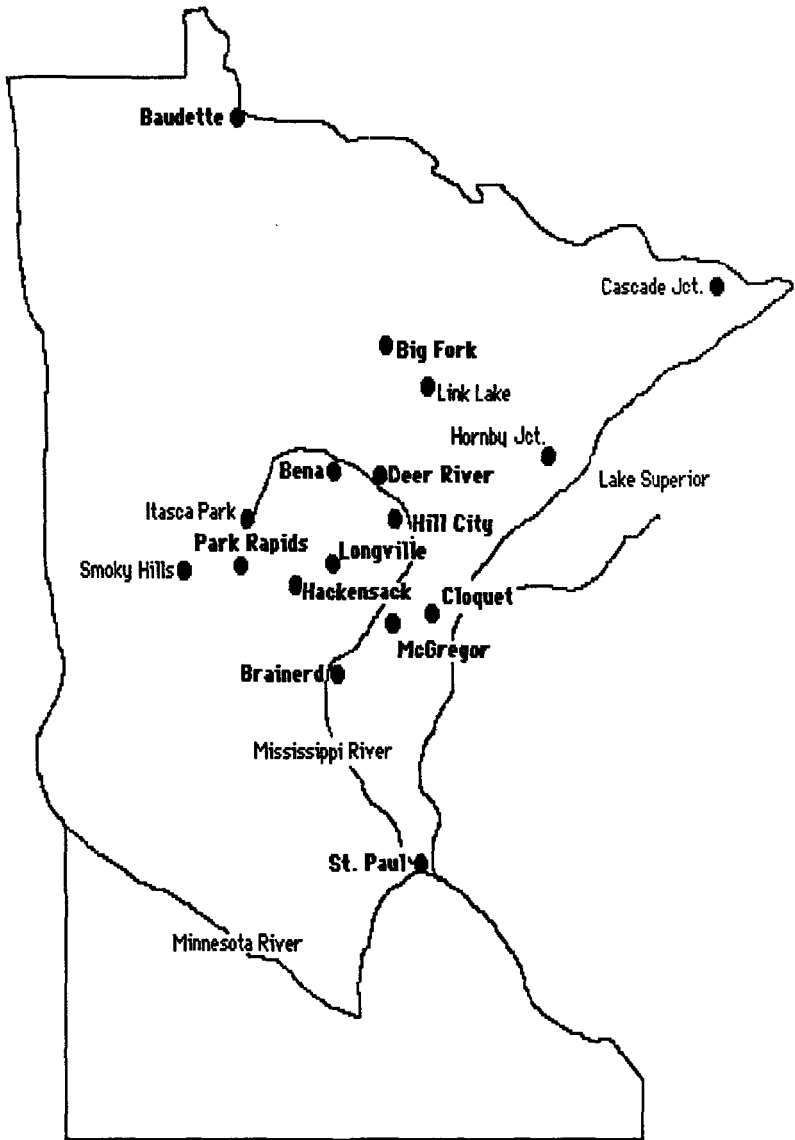 Baudette
Cascade Jct.
Big Fork
Link Lake
Hornby Jct.
Bena
Deer River
Lake Superior
Itasca Park
Hill City
Park Rapids
Longville
Smoky Hills
Hackensack
Cloquet
McGregor
Brainerd
Mississippi River
St. Paul
Minnesota River